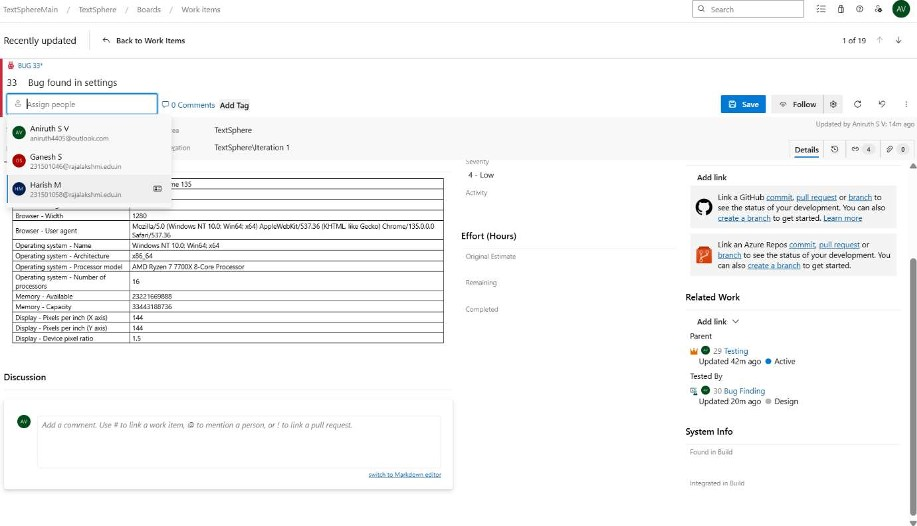 TextSphereMain / TextSphere / Boards / Work items
Search
AV
Recently updated
Back to Work Items
1 of 19
BUG 33*
33 Bug found in settings
Assign people
0 Comments
Add Tag
Save
Follow
Updated by Aniruth S V: 14m ago
AV
Aniruth S V
aniruth4405@outlook.com
TextSphere
TextSphere\Iteration 1
Details
4
0
GS
Ganesh S
231501046@rajalakshmi.edu.in
HM
Harish M
231501058@rajalakshmi.edu.in
me 135
Browser - Width 1280
Browser - User agent Mozilla/5.0 (Windows NT 10.0; Win64; x64) AppleWebKit/537.36 (KHTML, like Gecko) Chrome/135.0.0.0
Safari/537.36
Operating system - Name Windows NT 10.0; Win64; x64
Operating system - Architecture x86_64
Operating system - Processor model AMD Ryzen 7 7700X 8-Core Processor
Operating system - Number of
processors 16
Memory - Available 23221669888
Memory - Capacity 33443188736
Display - Pixels per inch (X axis) 144
Display - Pixels per inch (Y axis) 144
Display - Device pixel ratio 1.5
Discussion
AV
Add a comment. Use # to link a work item, @ to mention a person, or ! to link a pull request.
switch to Markdown editor
Severity
4 - Low
Activity
Effort (Hours)
Original Estimate
Remaining
Completed
Add link
Link a GitHub commit, pull request or branch to
see the status of your development. You can also
create a branch to get started. Learn more
Link an Azure Repos commit, pull request or
branch to see the status of your development. You
can also create a branch to get started.
Related Work
Add link
Parent
AV 29 Testing
Updated 42m ago Active
Tested By
AV 30 Bug Finding
Updated 20m ago Design
System Info
Found in Build
Integrated in Build